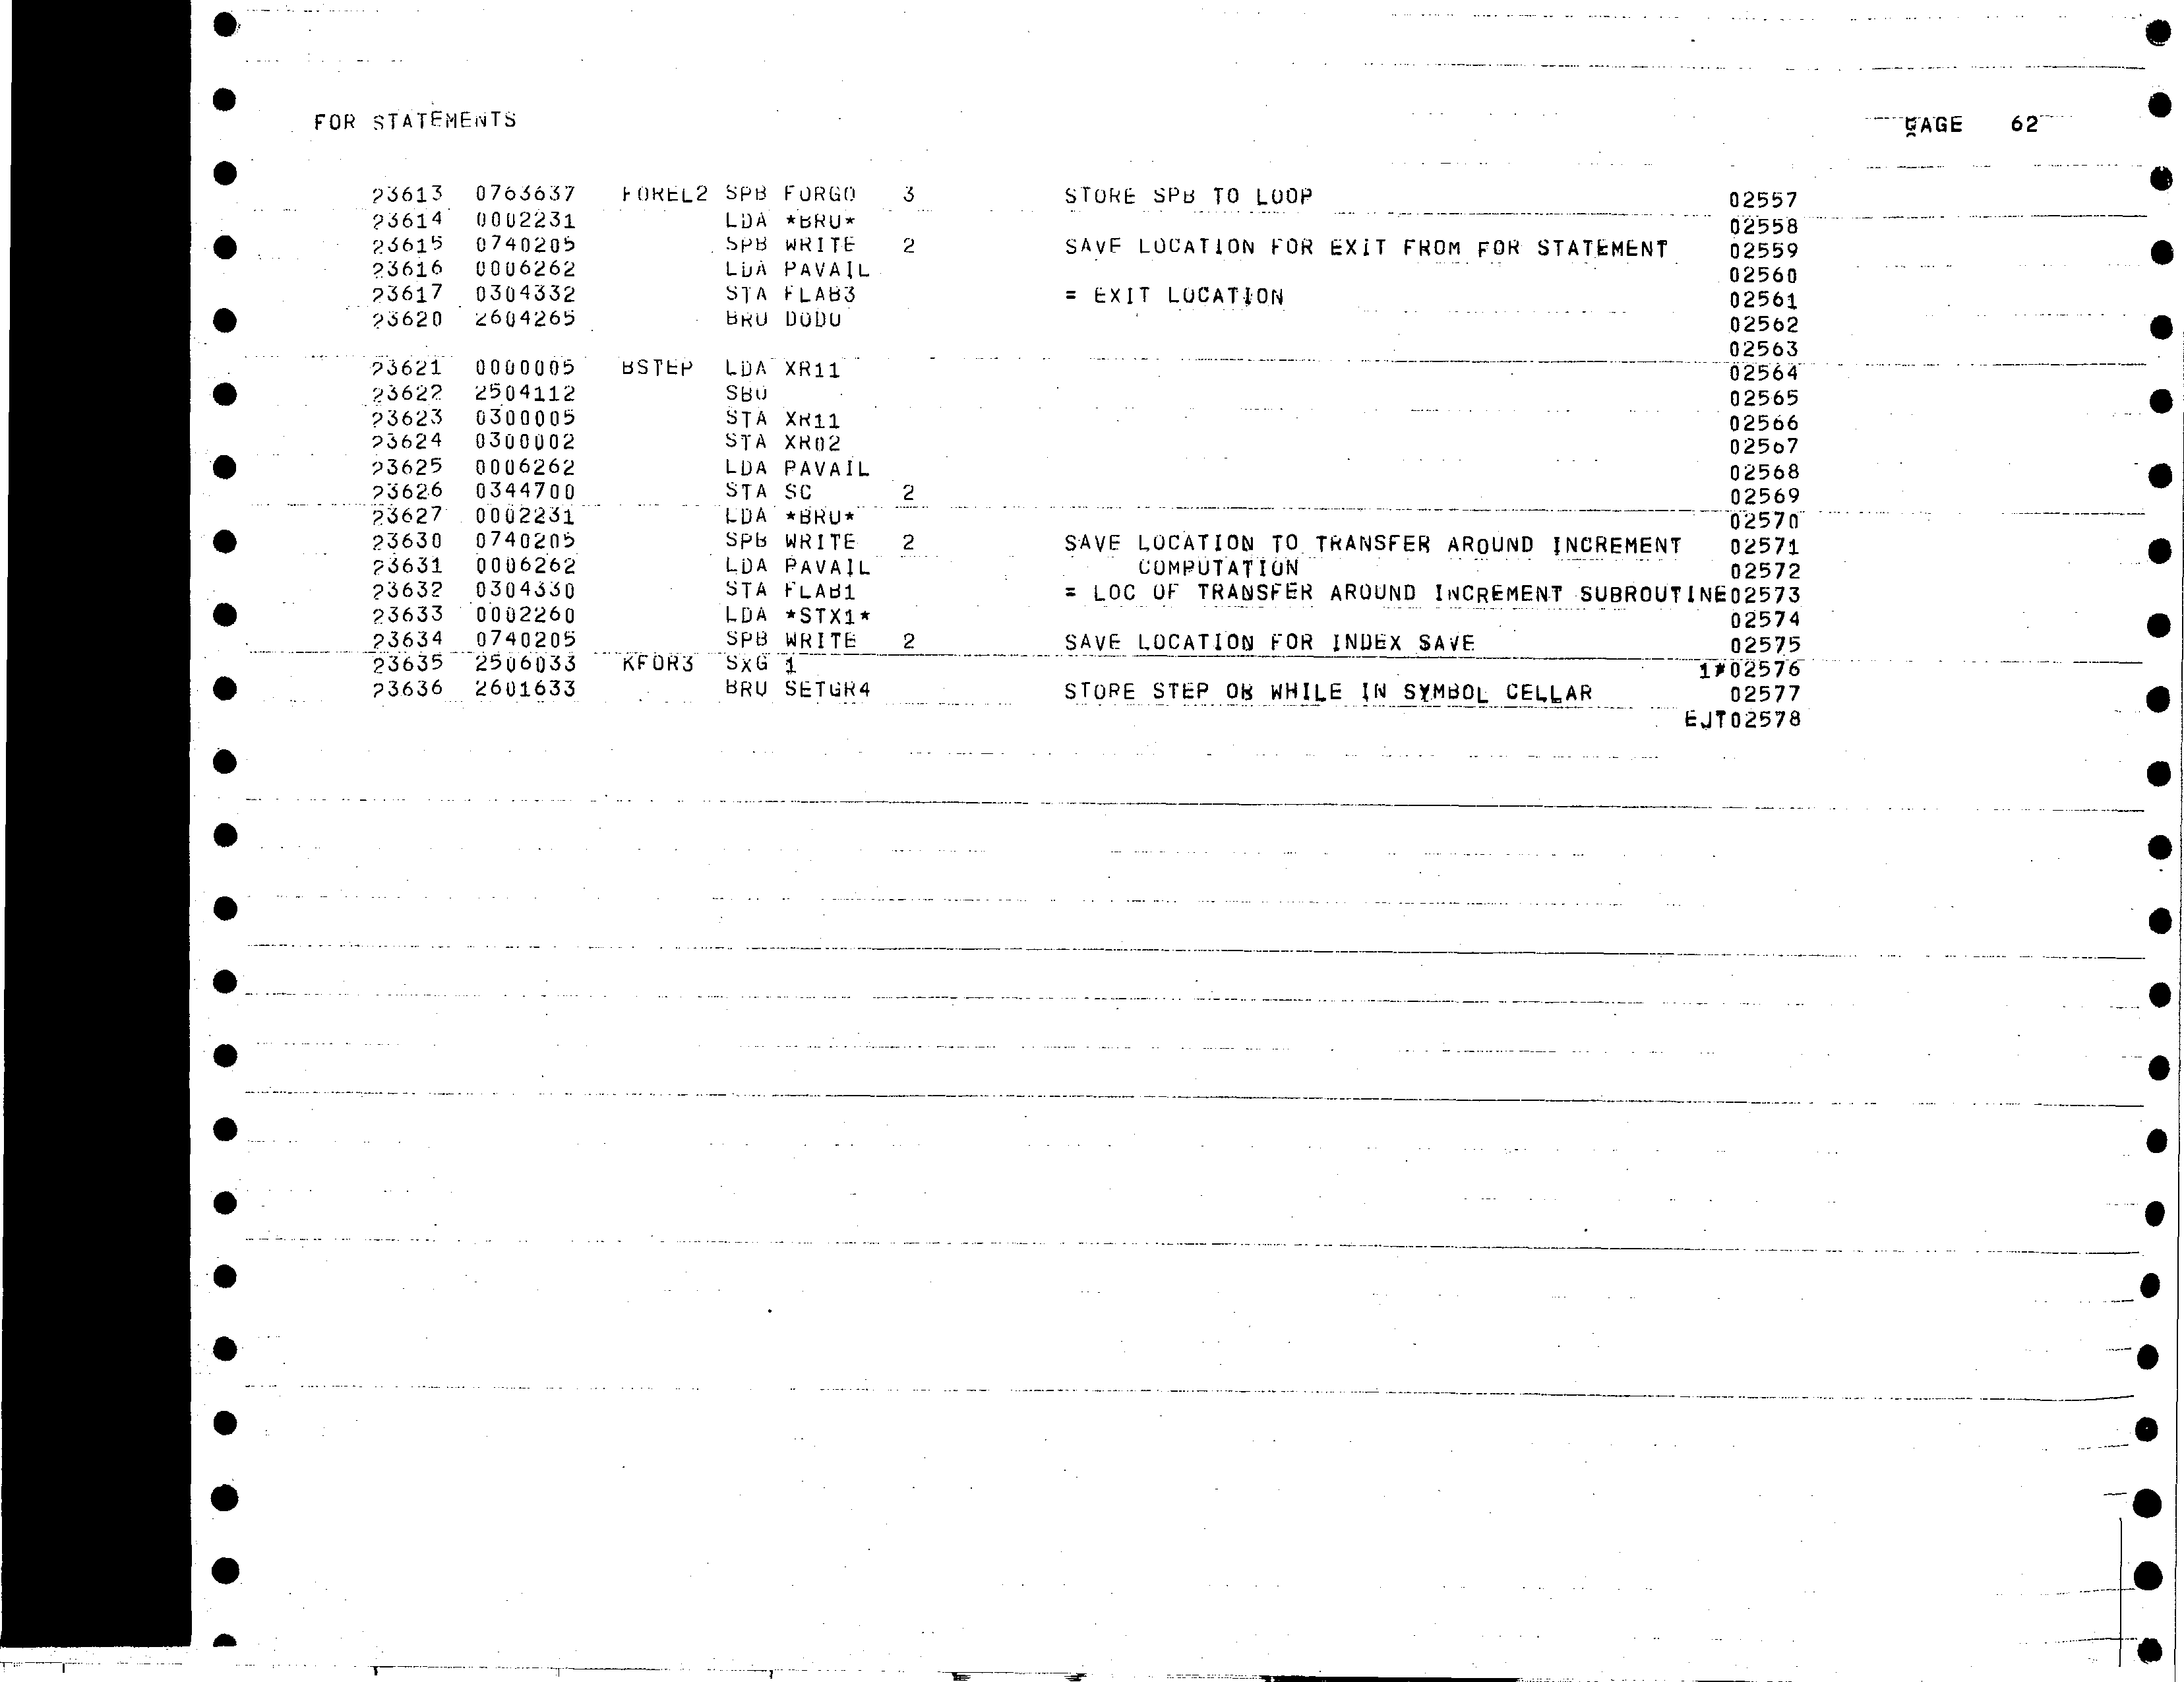 FOR STATEMENTS PAGE 62
23613 0763637 FOREL2 SPB FORGO 3 STORE SPB TO LOOP 02557
23614 0002231 LDA *BRU* 02558
23615 0740205 SPB WRITE 2 SAVE LOCATION FOR EXIT FROM FOR STATEMENT 02559
23616 0006262 LDA PAVAIL 02560
23617 0304332 STA FLAB3 = EXIT LOCATION 02561
23620 2604265 BRU DODO 02562
02563
23621 0000005 BSTEP LDA XR11 02564
23622 2504112 SBO 02565
23623 0300005 STA XR11 02566
23624 0300002 STA XR02 02567
23625 0006262 LDA PAVAIL 02568
23626 0344700 STA SC 2 02569
23627 0002231 LDA *BRU* 02570
23630 0740205 SPB WRITE 2 SAVE LOCATION TO TRANSFER AROUND INCREMENT 02571
23631 0006262 LDA PAVAIL COMPUTATION 02572
23632 0304330 STA FLAB1 = LOC OF TRANSFER AROUND INCREMENT SUBROUTINE02573
23633 0002260 LDA *STX1* 02574
23634 0740205 SPB WRITE 2 SAVE LOCATION FOR INDEX SAVE 02575
23635 2506033 KFOR3 SXG 1 1#02576
23636 2601633 BRU SETGR4 STORE STEP OR WHILE IN SYMBOL CELLAR 02577
EJT02578